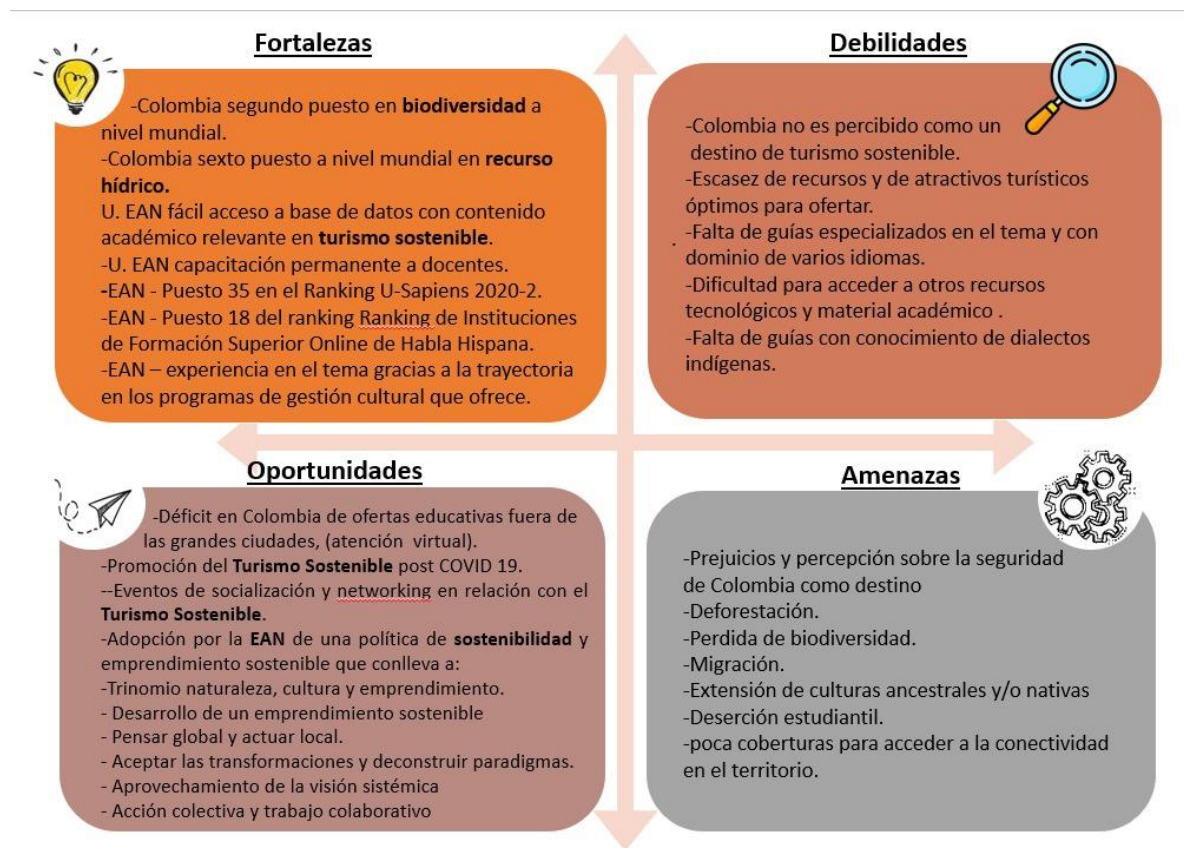 Fortalezas
-Colombia segundo puesto en biodiversidad a
nivel mundial.
-Colombia sexto puesto a nivel mundial en recurso
hídrico.
U. EAN fácil acceso a base de datos con contenido
académico relevante en turismo sostenible.
-U. EAN capacitación permanente a docentes.
-EAN - Puesto 35 en el Ranking U-Sapiens 2020-2.
-EAN - Puesto 18 del ranking Ranking de Instituciones
de Formación Superior Online de Habla Hispana.
-EAN – experiencia en el tema gracias a la trayectoria
en los programas de gestión cultural que ofrece.
Debilidades
-Colombia no es percibido como un
destino de turismo sostenible.
-Escasez de recursos y de atractivos turísticos
óptimos para ofertar.
-Falta de guías especializados en el tema y con
dominio de varios idiomas.
-Dificultad para acceder a otros recursos
tecnológicos y material académico .
-Falta de guías con conocimiento de dialectos
indígenas.
Oportunidades
-Déficit en Colombia de ofertas educativas fuera de
las grandes ciudades, (atención virtual).
-Promoción del Turismo Sostenible post COVID 19.
--Eventos de socialización y networking en relación con el
Turismo Sostenible.
-Adopción por la EAN de una política de sostenibilidad y
emprendimiento sostenible que conlleva a:
-Trinomio naturaleza, cultura y emprendimiento.
- Desarrollo de un emprendimiento sostenible
- Pensar global y actuar local.
- Aceptar las transformaciones y deconstruir paradigmas.
- Aprovechamiento de la visión sistémica
- Acción colectiva y trabajo colaborativo
Amenazas
-Prejuicios y percepción sobre la seguridad
de Colombia como destino
-Deforestación.
-Perdida de biodiversidad.
-Migración.
-Extensión de culturas ancestrales y/o nativas
-Deserción estudiantil.
-poca coberturas para acceder a la conectividad
en el territorio.